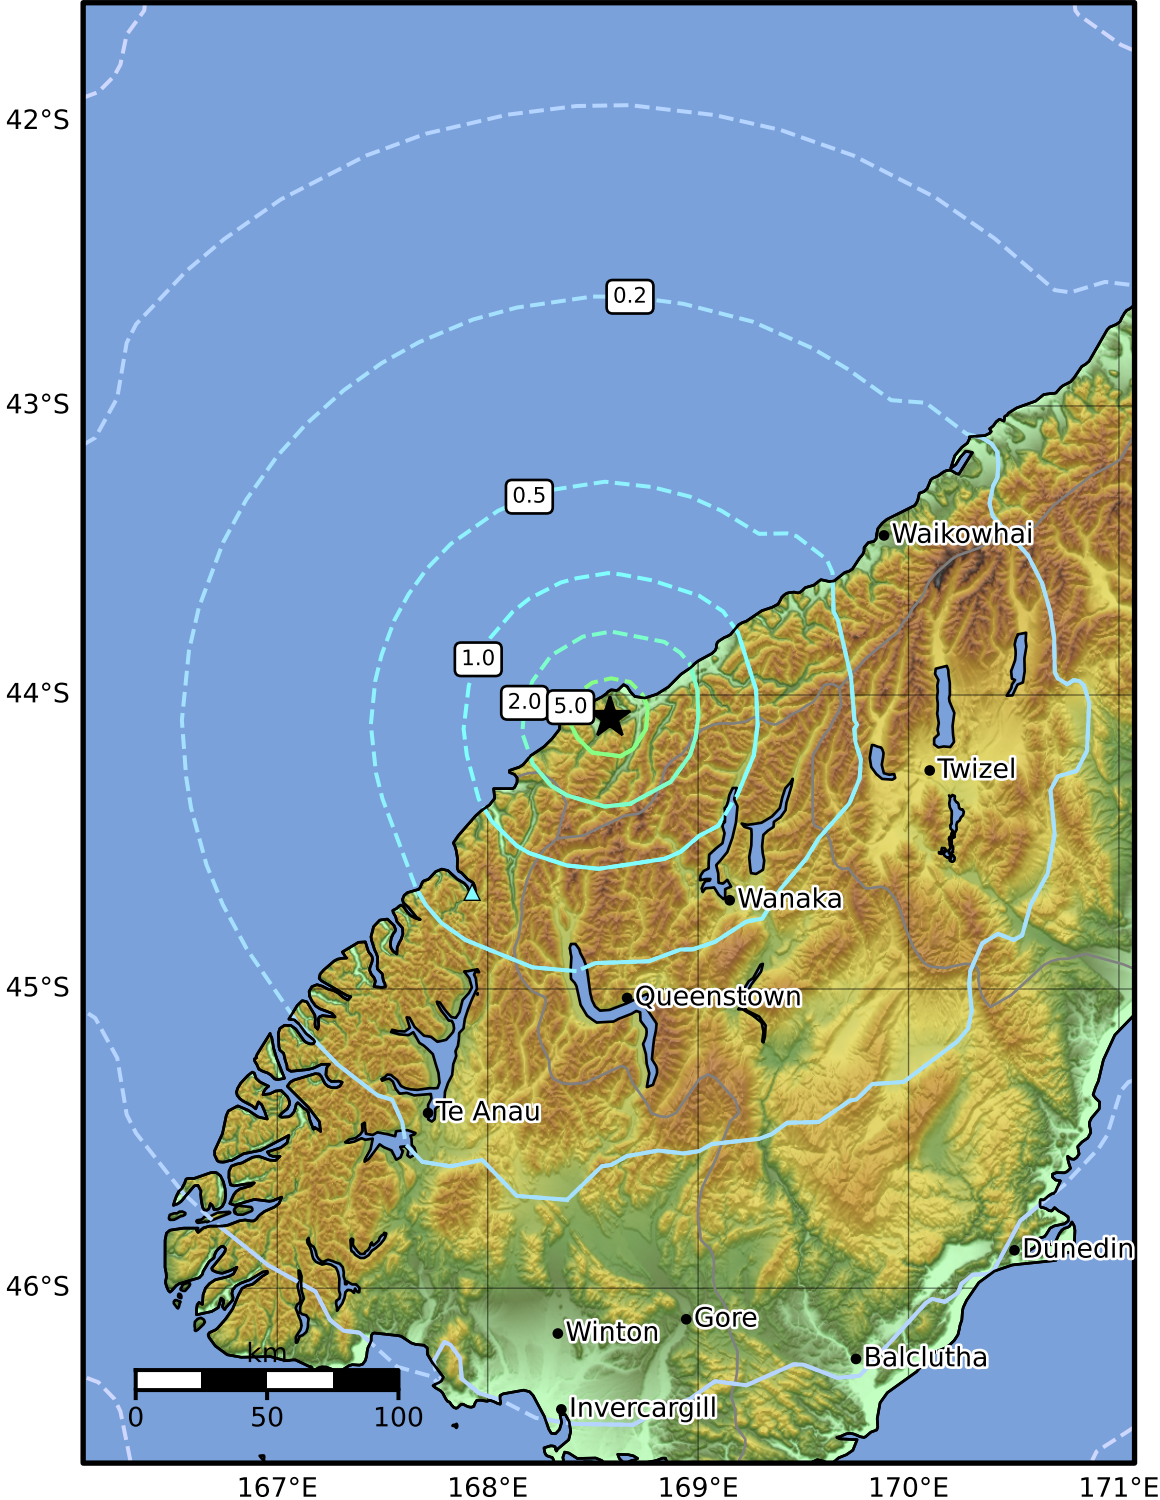 42°S
0.2
43°S
0.5
Waikowhai
1.0
44°S
2.0
5.0
Twizel
Wanaka
45°S
Queenstown
Te Anau
Dunedin
46°S
Gore
Winton
km
Balclutha
Invercargill
0 50 100
167°E 168°E 169°E 170°E 171°E